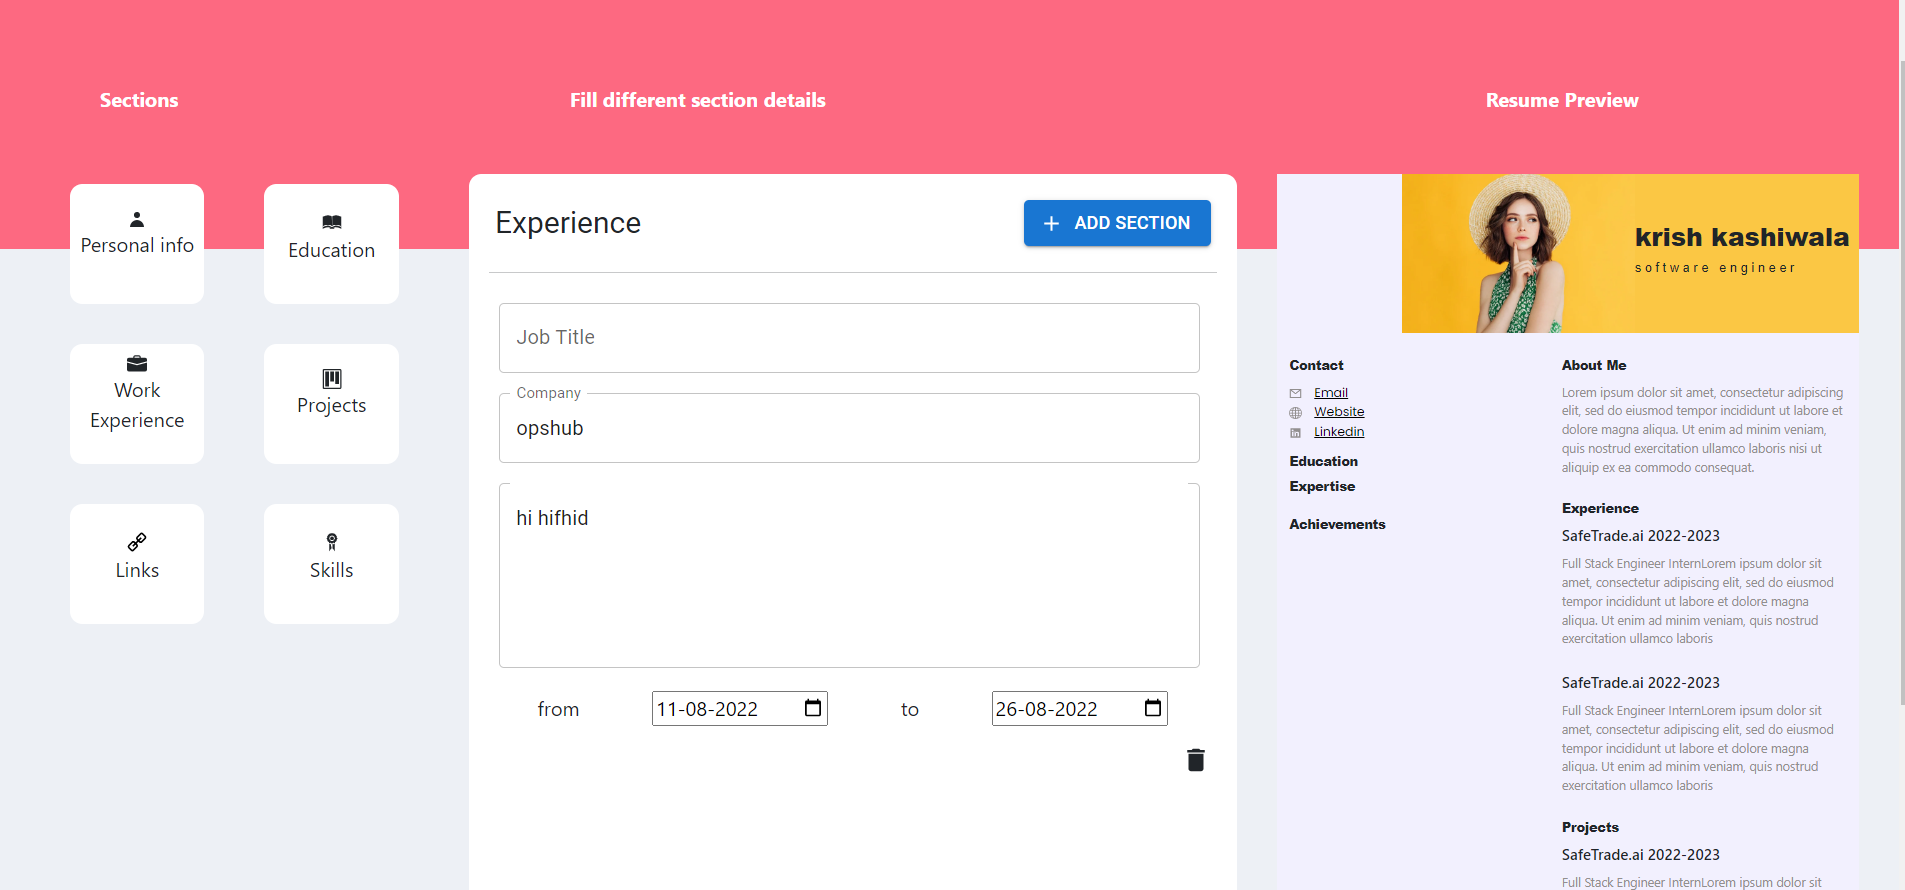 Sections
Fill different section details
Resume Preview
Personal info
Education
Work
Experience
Projects
Links
Skills
Experience
ADD SECTION
Job Title
Company
opshub
hi hifhid
from
11-08-2022
to
26-08-2022
krish kashiwala
software engineer
Contact
Email
Website
Linkedin
Education
Expertise
Achievements
About Me
Lorem ipsum dolor sit amet, consectetur adipiscing
elit, sed do eiusmod tempor incididunt ut labore et
dolore magna aliqua. Ut enim ad minim veniam,
quis nostrud exercitation ullamco laboris nisi ut
aliquip ex ea commodo consequat.
Experience
SafeTrade.ai 2022-2023
Full Stack Engineer InternLorem ipsum dolor sit
amet, consectetur adipiscing elit, sed do eiusmod
tempor incididunt ut labore et dolore magna
aliqua. Ut enim ad minim veniam, quis nostrud
exercitation ullamco laboris
SafeTrade.ai 2022-2023
Full Stack Engineer InternLorem ipsum dolor sit
amet, consectetur adipiscing elit, sed do eiusmod
tempor incididunt ut labore et dolore magna
aliqua. Ut enim ad minim veniam, quis nostrud
exercitation ullamco laboris
Projects
SafeTrade.ai 2022-2023
Full Stack Engineer InternLorem ipsum dolor sit